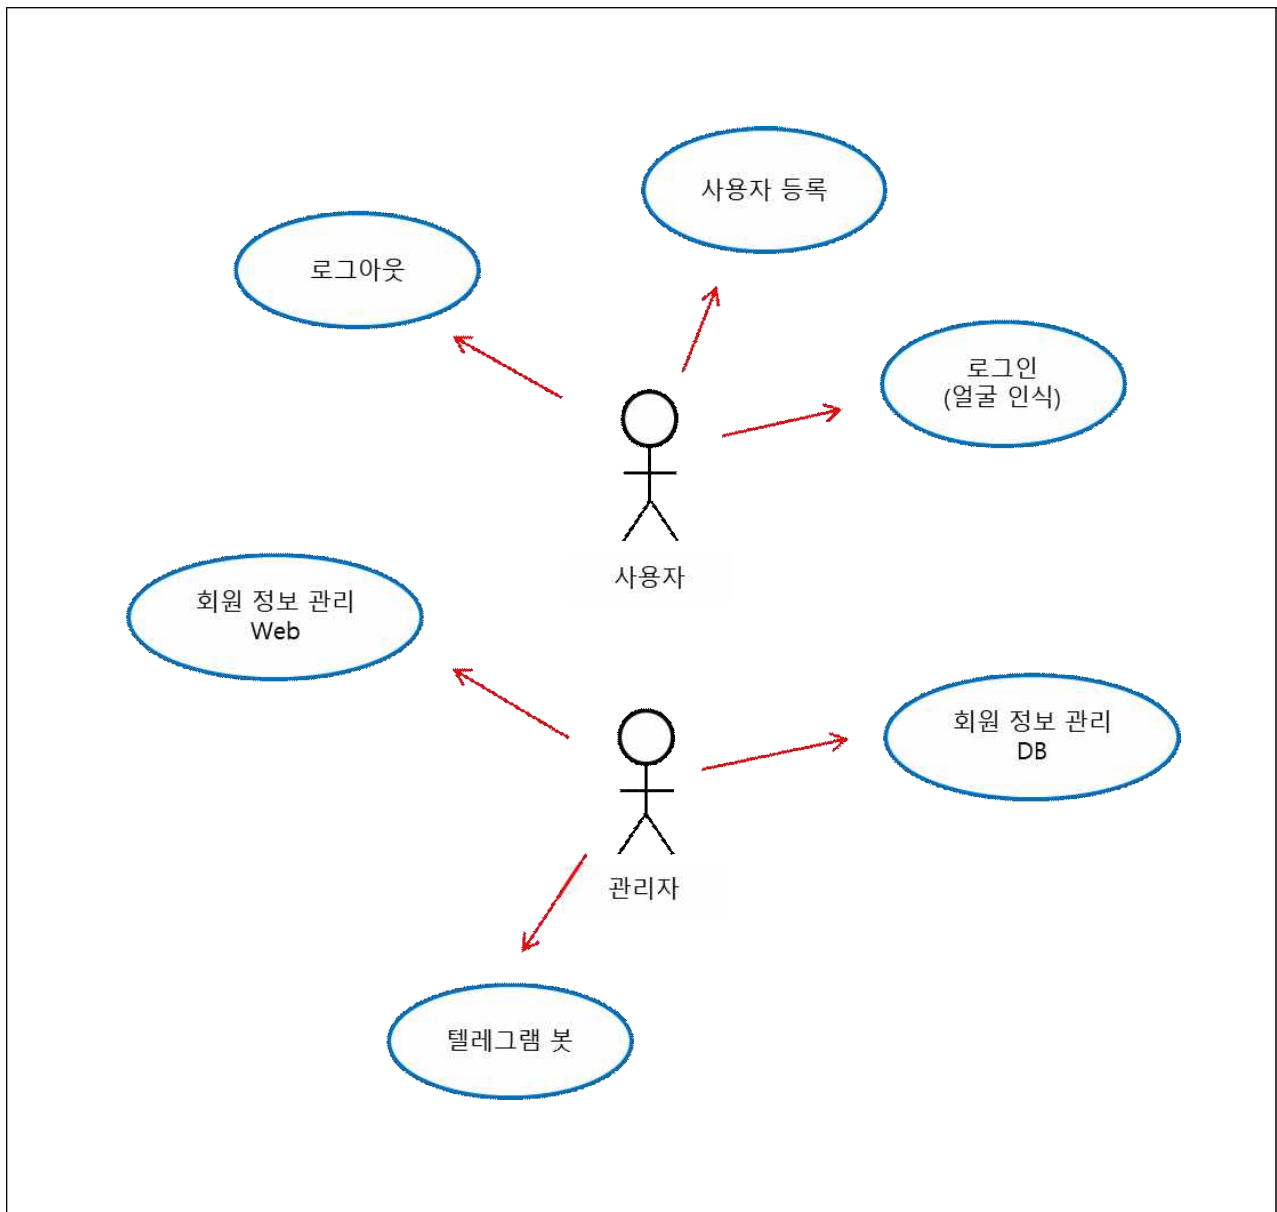 사용자 등록
로그아웃
로그인
(얼굴 인식)
사용자
회원 정보 관리
Web
회원 정보 관리
DB
관리자
텔레그램 봇